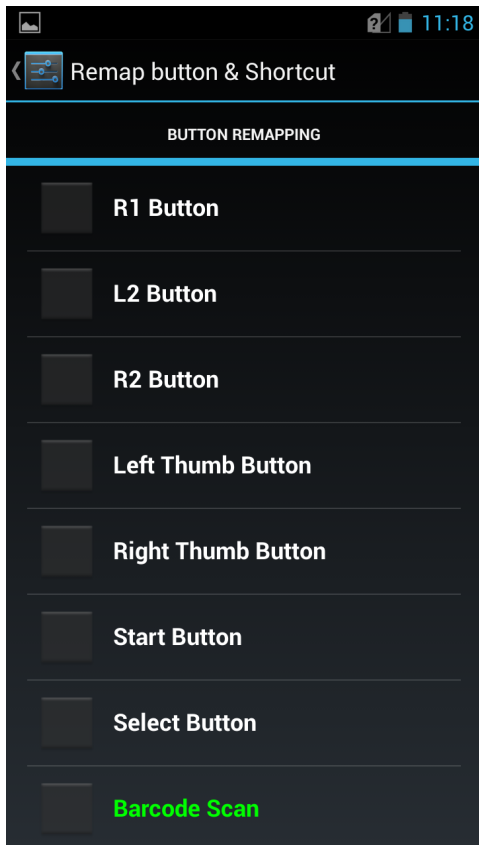 11:18
Remap button & Shortcut
BUTTON REMAPPING
R1 Button
L2 Button
R2 Button
Left Thumb Button
Right Thumb Button
Start Button
Select Button
Barcode Scan